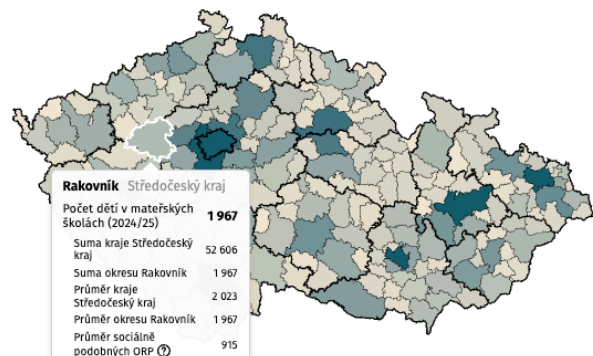 Rakovník Středočeský kraj
Počet dětí v mateřských
školách (2024/25) 1 967
Suma kraje Středočeský
kraj 52 606
Suma okresu Rakovník 1 967
Průměr kraje
Středočeský kraj 2 023
Průměr okresu Rakovník 1 967
Průměr sociálně
podobných ORP ? 915